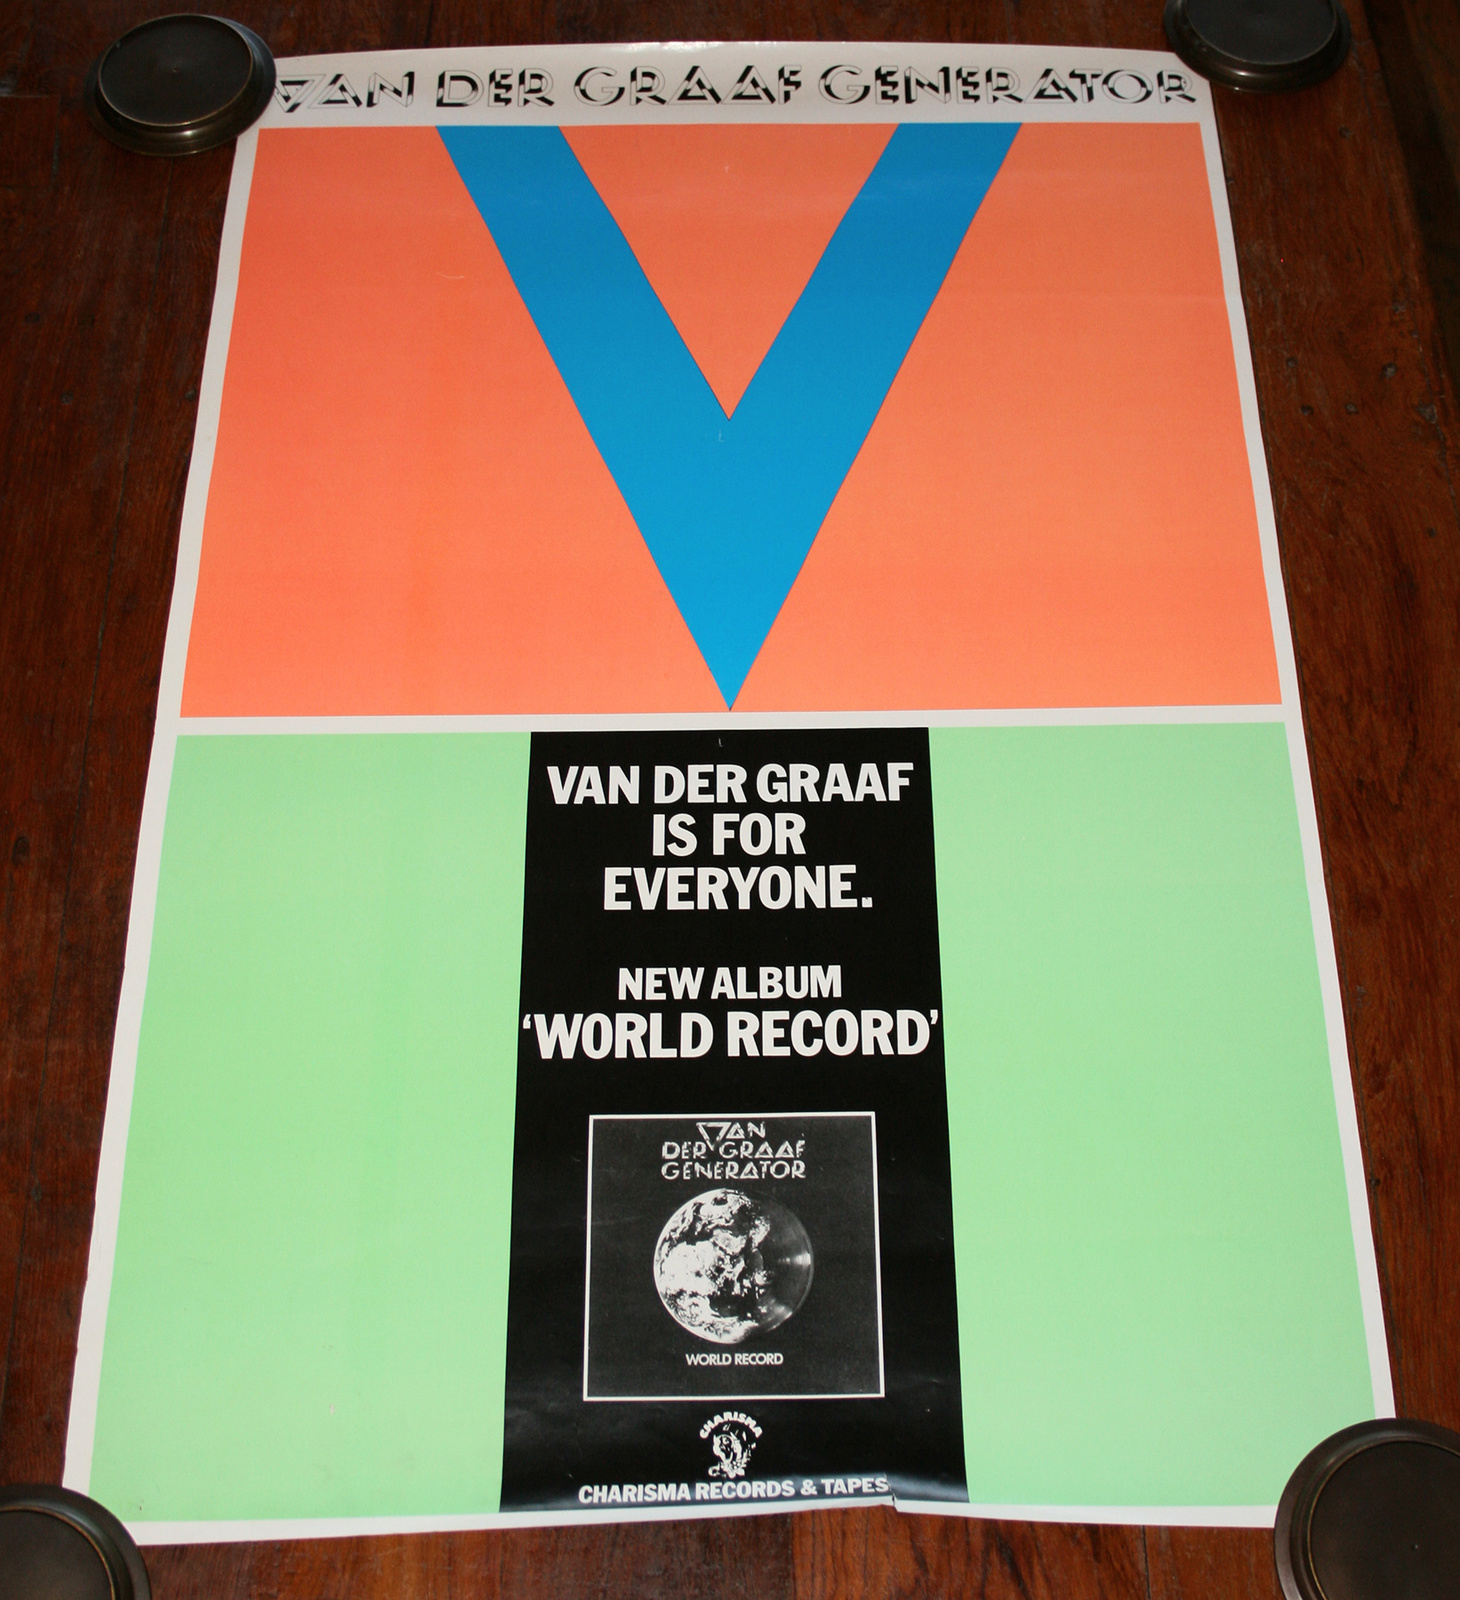 VAN DER GRAAF GENERATOR
VAN DER GRAAF
IS FOR
EVERYONE.
NEW ALBUM
‘WORLD RECORD’
VAN
DER GRAAF
GENERATOR
WORLD RECORD
CHARISMA
CHARISMA RECORDS & TAPES